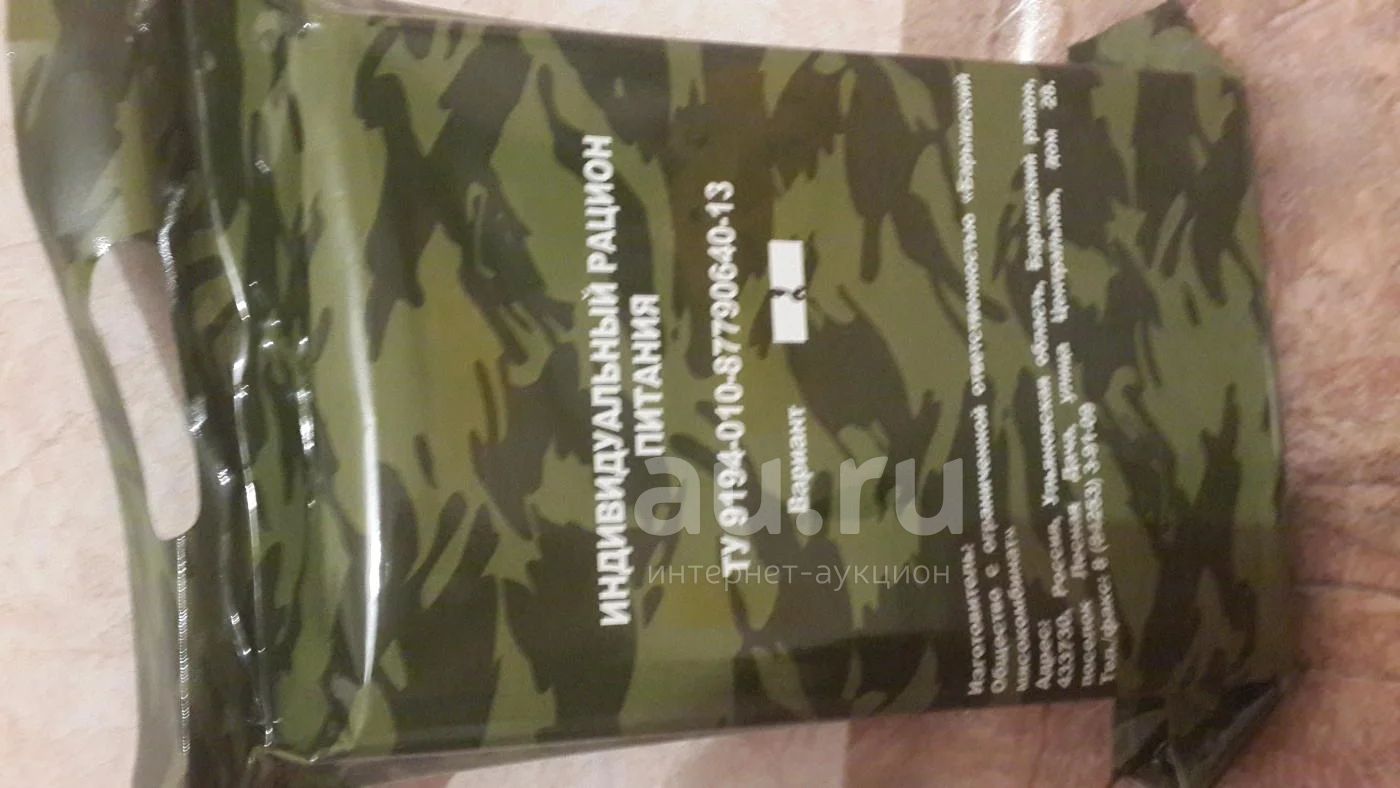 ИНДИВИДУАЛЬНЫЙ РАЦИОН
ПИТАНИЯ
ТУ 9194-010-87790640-13
Вариант 2
Изготовитель:
Общество с ограниченной ответственностью «Барышский
мясокомбинат»
Адрес:
433736, Россия, Ульяновская область, Барышский район,
поселок Лесная Дача, улица Центральная, дом 28.
Тел./факс: 8 (84253) 3-91-09
au.ru
интернет-аукцион